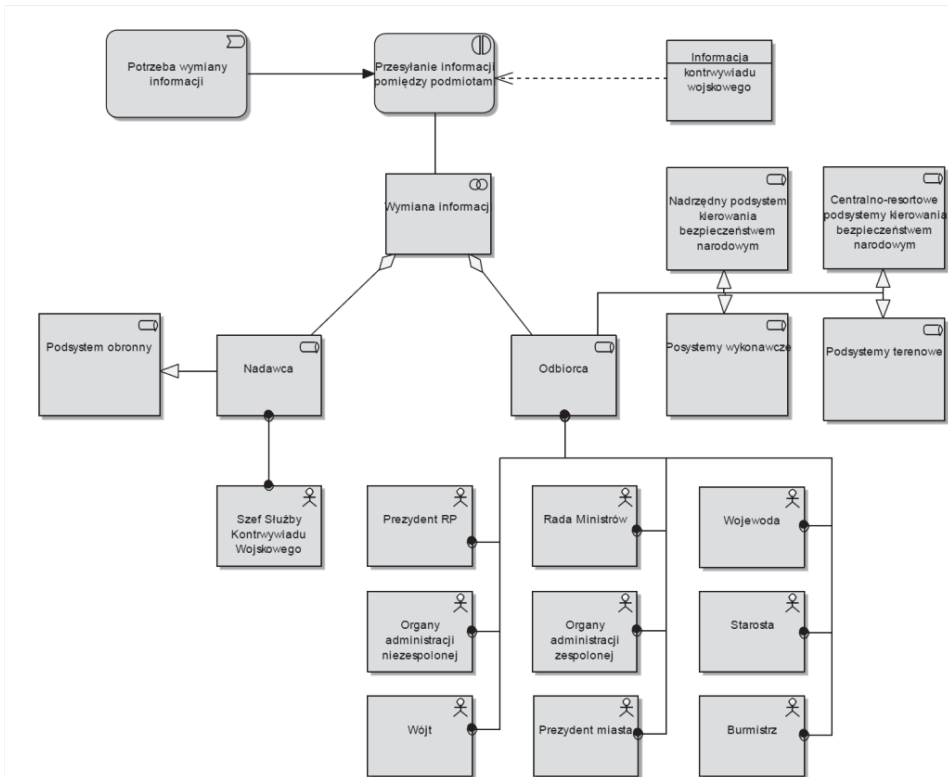 Potrzeba wymiany
informacji
Przesyłanie informacji
pomiędzy podmiotam
Informacja
kontrwywiadu
wojskowego
Wymiana informacj
Nadrzędny podsystem
kierowania
bezpieczeństwem
narodowym
Centralno-resortowe
podsystemy kierowania
bezpieczeństwem
narodowym
Podsystem obronny
Nadawca
Odbiorca
Posystemy wykonawcze
Podsystemy terenowe
Szef Służby
Kontrwywiadu
Wojskowego
Prezydent RP
Rada Ministrów
Wojewoda
Organy
administracji
niezespolonej
Organy
administracji
zespolonej
Starosta
Wójt
Prezydent miasta
Burmistrz